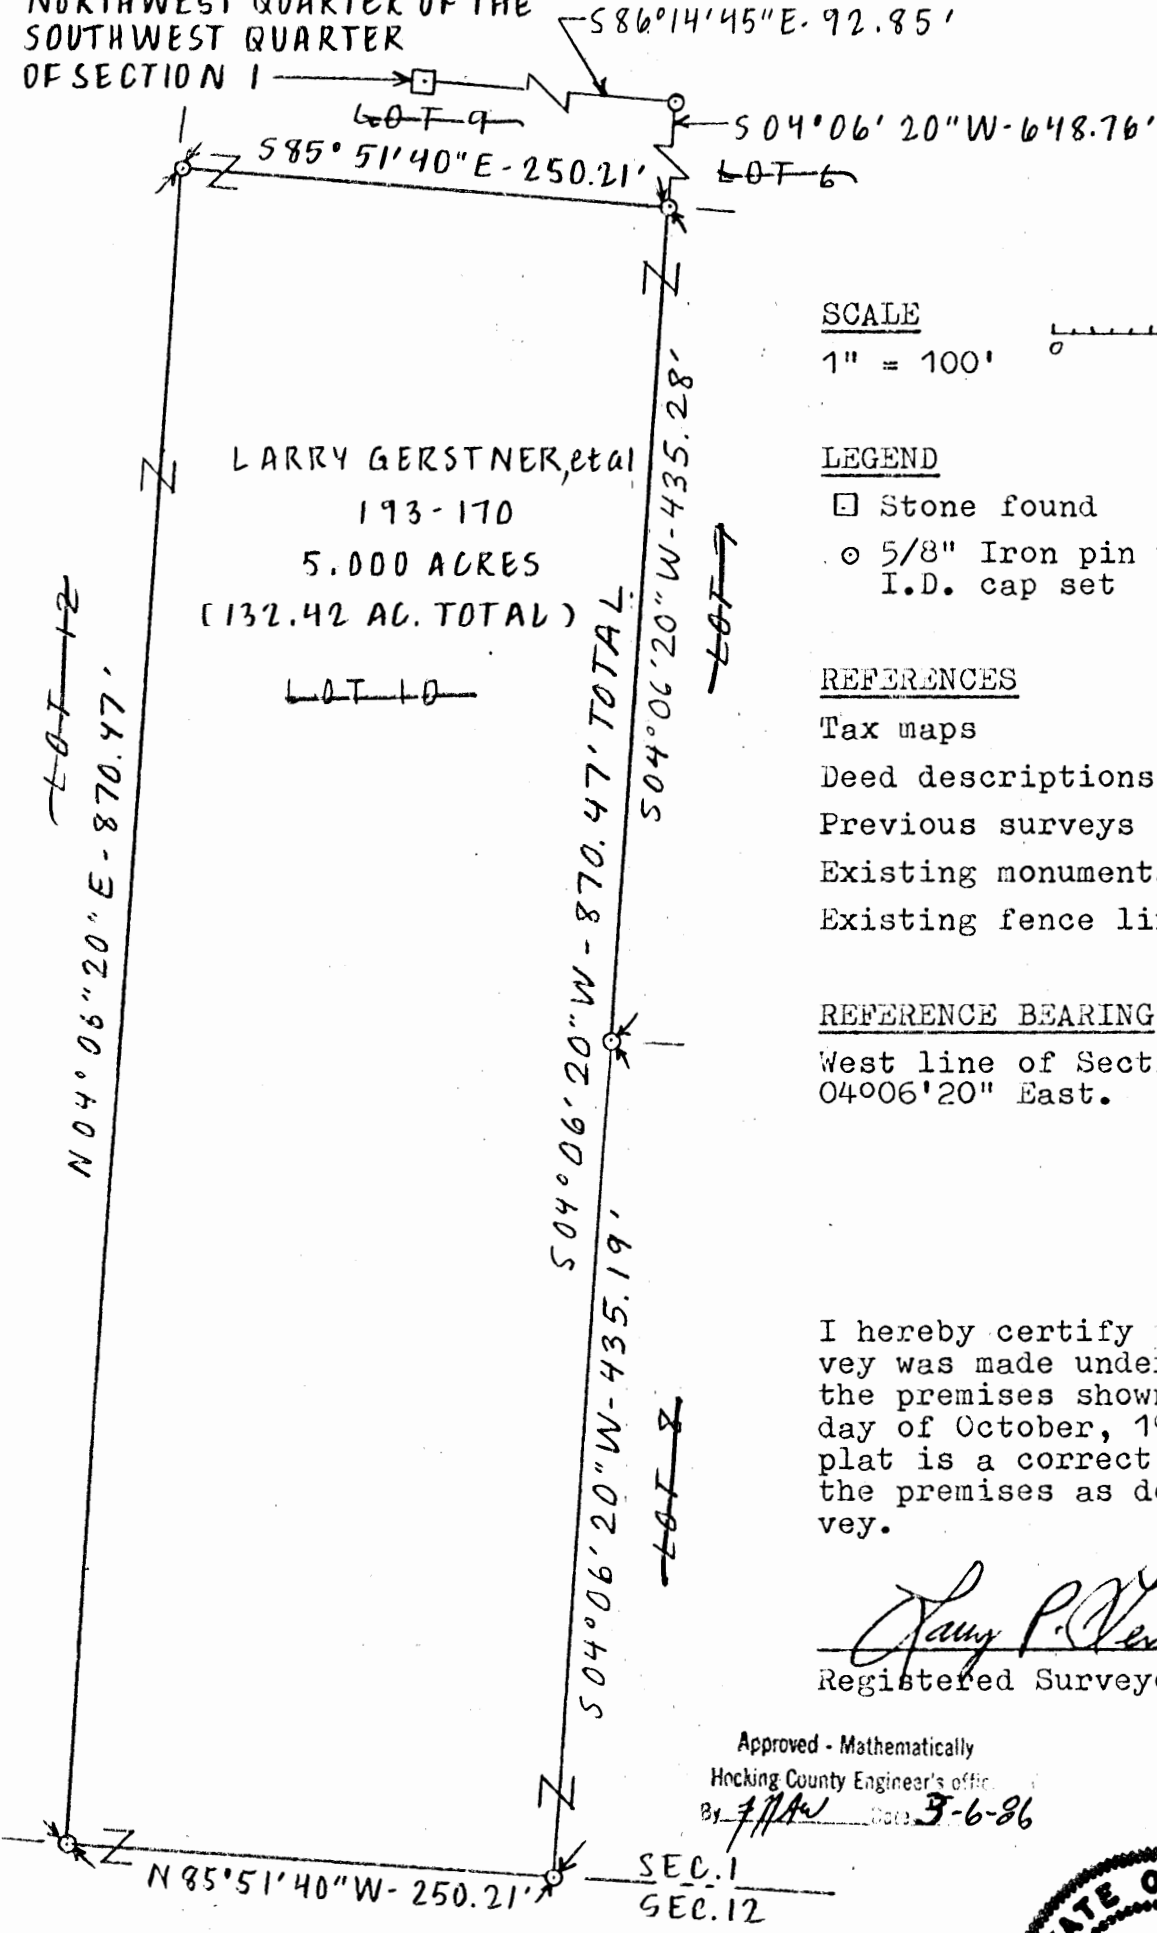 NORTHWEST QUARTER OF THE
SOUTHWEST QUARTER
OF SECTION 1
S86°14'45"E-92.85'
S04°06'20"W-648.76'
LOT 9
S85°51'40"E-250.21'
LOT 6
LARRY GERSTNER, et al
193-170
5.000 ACRES
(132.42 AC. TOTAL)
LOT 10
LOT 12
N04°06"20"E-870.47'
S04°06'20"W-870.47' TOTAL
S04°06'20"W-435.28'
LOT 7
S04°06'20"W-435.19'
LOT 8
N85°51'40"W-250.21'
SEC.1
SEC.12
SCALE
1" = 100'
0
LEGEND
Stone found
5/8" Iron pin
I.D. cap set
REFERENCES
Tax maps
Deed descriptions
Previous surveys
Existing monument
Existing fence li
REFERENCE BEARING
West line of Sect
04°06'20" East.
I hereby certify
vey was made unde
the premises shown
day of October, 1
plat is a correct
the premises as d
vey.
Larry P. Ger
Registered Survey
Approved - Mathematically
Hocking County Engineer's offic
By Date 3-6-86
ATE O